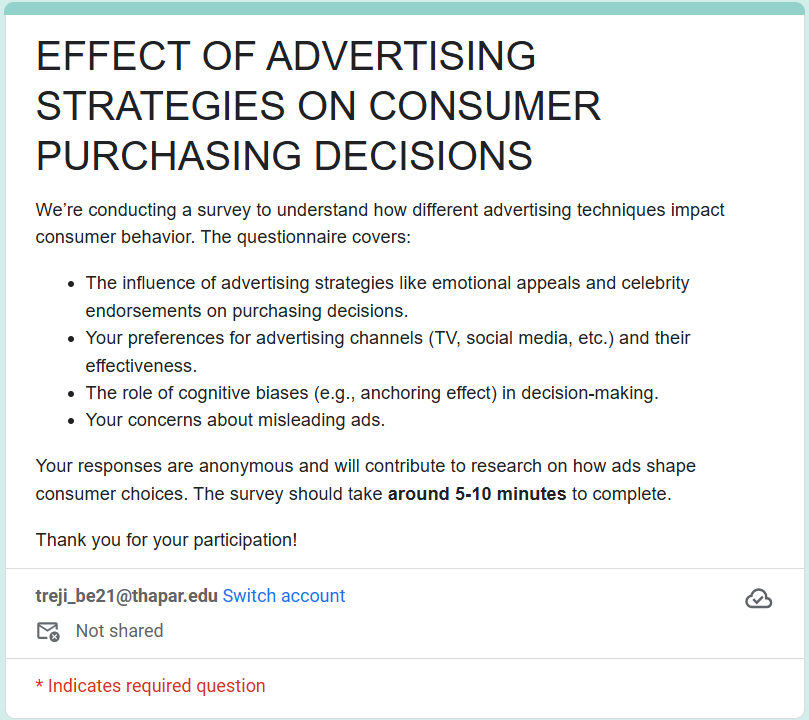 EFFECT OF ADVERTISING
STRATEGIES ON CONSUMER
PURCHASING DECISIONS
We’re conducting a survey to understand how different advertising techniques impact
consumer behavior. The questionnaire covers:
• The influence of advertising strategies like emotional appeals and celebrity
endorsements on purchasing decisions.
• Your preferences for advertising channels (TV, social media, etc.) and their
effectiveness.
• The role of cognitive biases (e.g., anchoring effect) in decision-making.
• Your concerns about misleading ads.
Your responses are anonymous and will contribute to research on how ads shape
consumer choices. The survey should take around 5-10 minutes to complete.
Thank you for your participation!
treji_be21@thapar.edu Switch account
Not shared
* Indicates required question